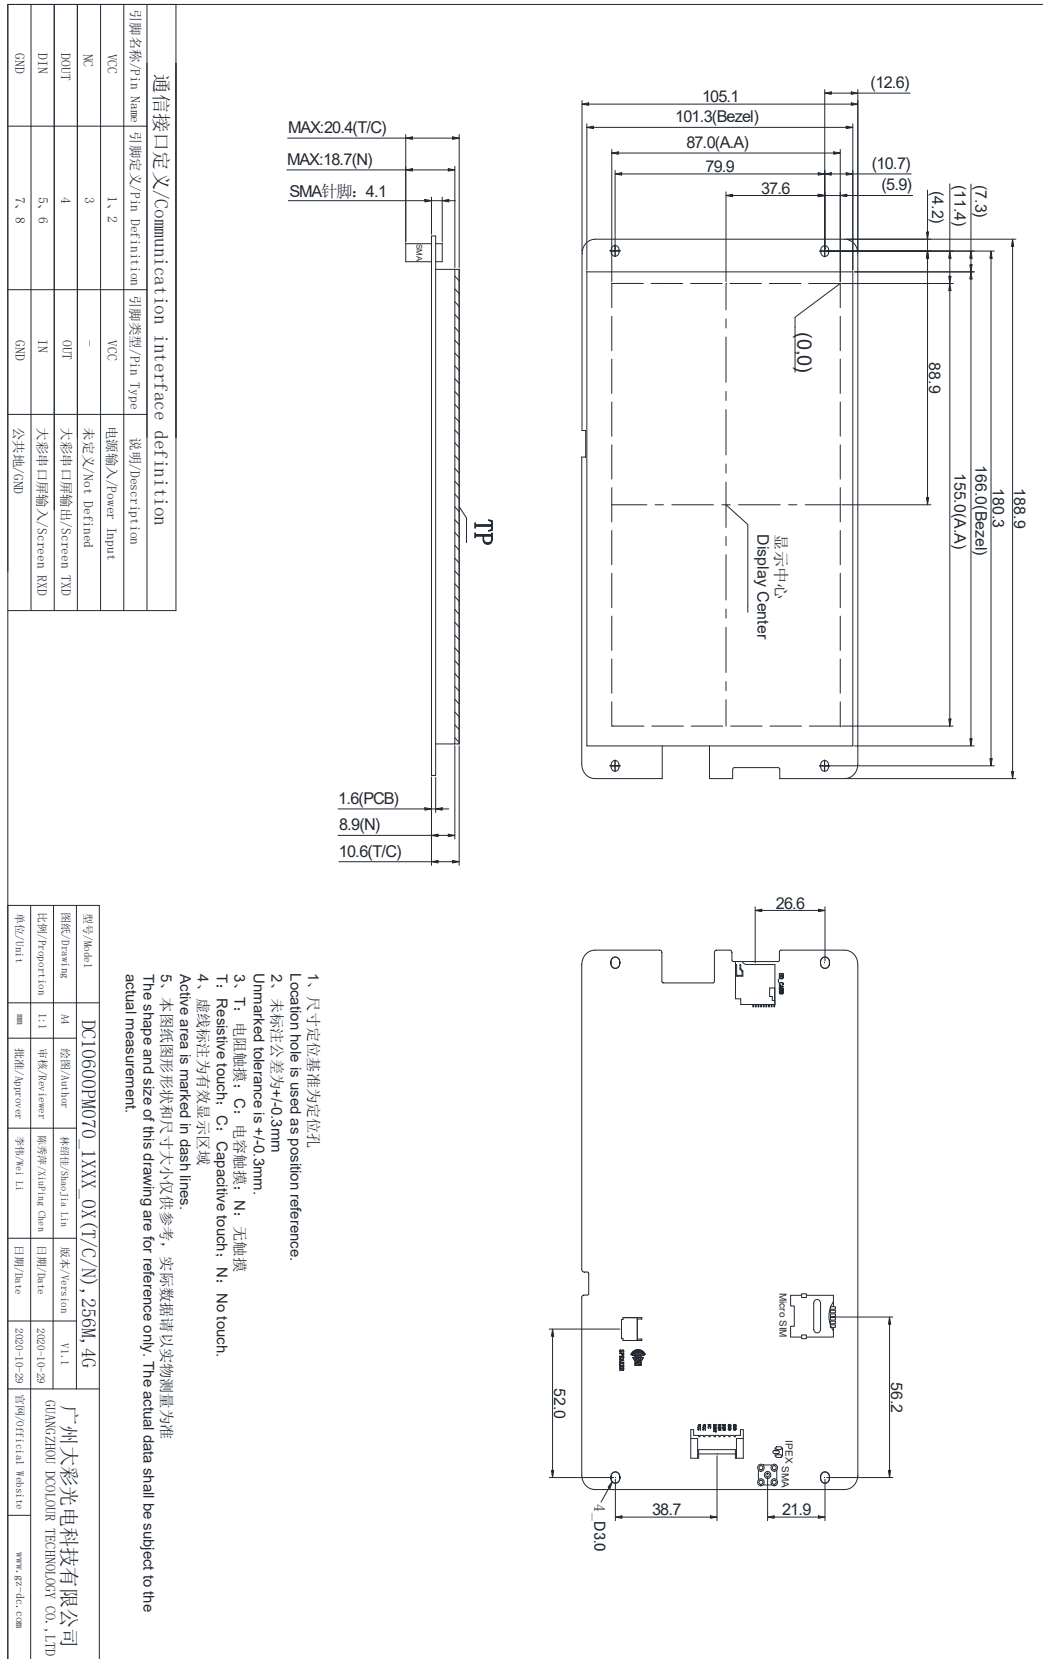 (12.6)
105.1
101.3(Bezel)
87.0(A.A)
79.9
37.6
(10.7)
(5.9)
(4.2)
(11.4)
(7.3)
188.9
180.3
166.0(Bezel)
155.0(A.A)
88.9
(0,0)
显示中心
Display Center
MAX:20.4(T/C)
MAX:18.7(N)
SMA针脚：4.1
SMA
TP
1.6(PCB)
8.9(N)
10.6(T/C)
26.6
SD_CARD
Micro SIM
SPEAKER
IPEX
SMA
56.2
52.0
38.7
21.9
4_D3.0
通信接口定义/Communication interface definition
引脚名称/Pin Name 引脚定义/Pin Definition 引脚类型/Pin Type 说明/Description
VCC 1、2 VCC 电源输入/Power Input
NC 3 - 未定义/Not Defined
DOUT 4 OUT 大彩串口屏输出/Screen TXD
DIN 5、6 IN 大彩串口屏输入/Screen RXD
GND 7、8 GND 公共地/GND
1、尺寸定位基准为定位孔
Location hole is used as position reference.
2、未标注公差为+/-0.3mm
Unmarked tolerance is +/-0.3mm.
3、T：电阻触摸；C：电容触摸；N：无触摸
T：Resistive touch；C：Capacitive touch；N：No touch.
4、虚线标注为有效显示区域
Active area is marked in dash lines.
5、本图纸图形形状和尺寸大小仅供参考，实际数据请以实物测量为准
The shape and size of this drawing are for reference only. The actual data shall be subject to the
actual measurement.
型号/Model DC10600PM070_1XXX_0X(T/C/N),256M,4G
图纸/Drawing A4 绘图/Author 林绍佳/ShaoJia Lin 版本/Version V1.1
比例/Proportion 1:1 审核/Reviewer 陈秀萍/XiuPing Chen 日期/Date 2020-10-29
单位/Unit mm 批准/Approver 李伟/Wei Li 日期/Date 2020-10-29
广州大彩光电科技有限公司
GUANGZHOU DCOLOUR TECHNOLOGY CO.,LTD
官网/Official Website www.gz-dc.com